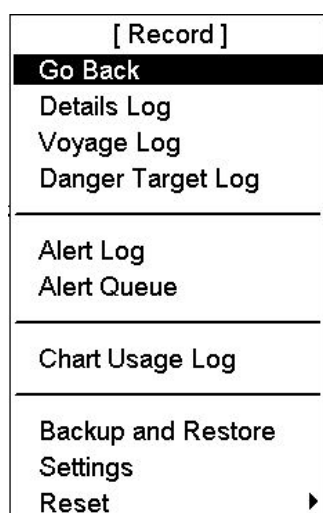 [ Record ]
Go Back
Details Log
Voyage Log
Danger Target Log
Alert Log
Alert Queue
Chart Usage Log
Backup and Restore
Settings
Reset